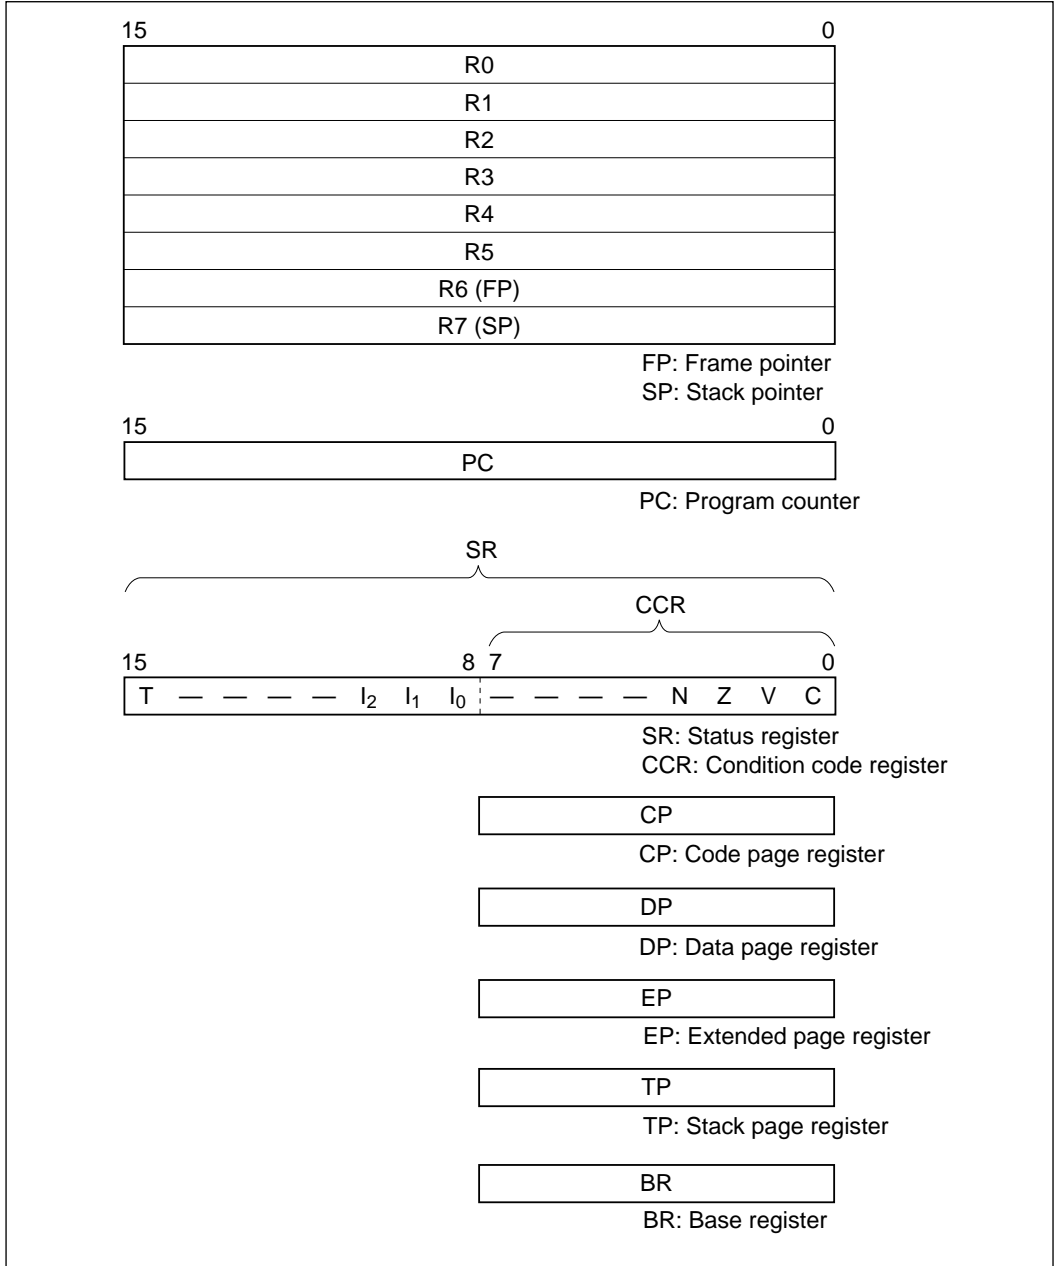 15 0
R0
R1
R2
R3
R4
R5
R6 (FP)
R7 (SP)
FP: Frame pointer
SP: Stack pointer
15 0
PC
PC: Program counter
SR
CCR
15 8 7 0
T — — — — I₂ I₁ I₀ — — — — N Z V C
SR: Status register
CCR: Condition code register
CP
CP: Code page register
DP
DP: Data page register
EP
EP: Extended page register
TP
TP: Stack page register
BR
BR: Base register